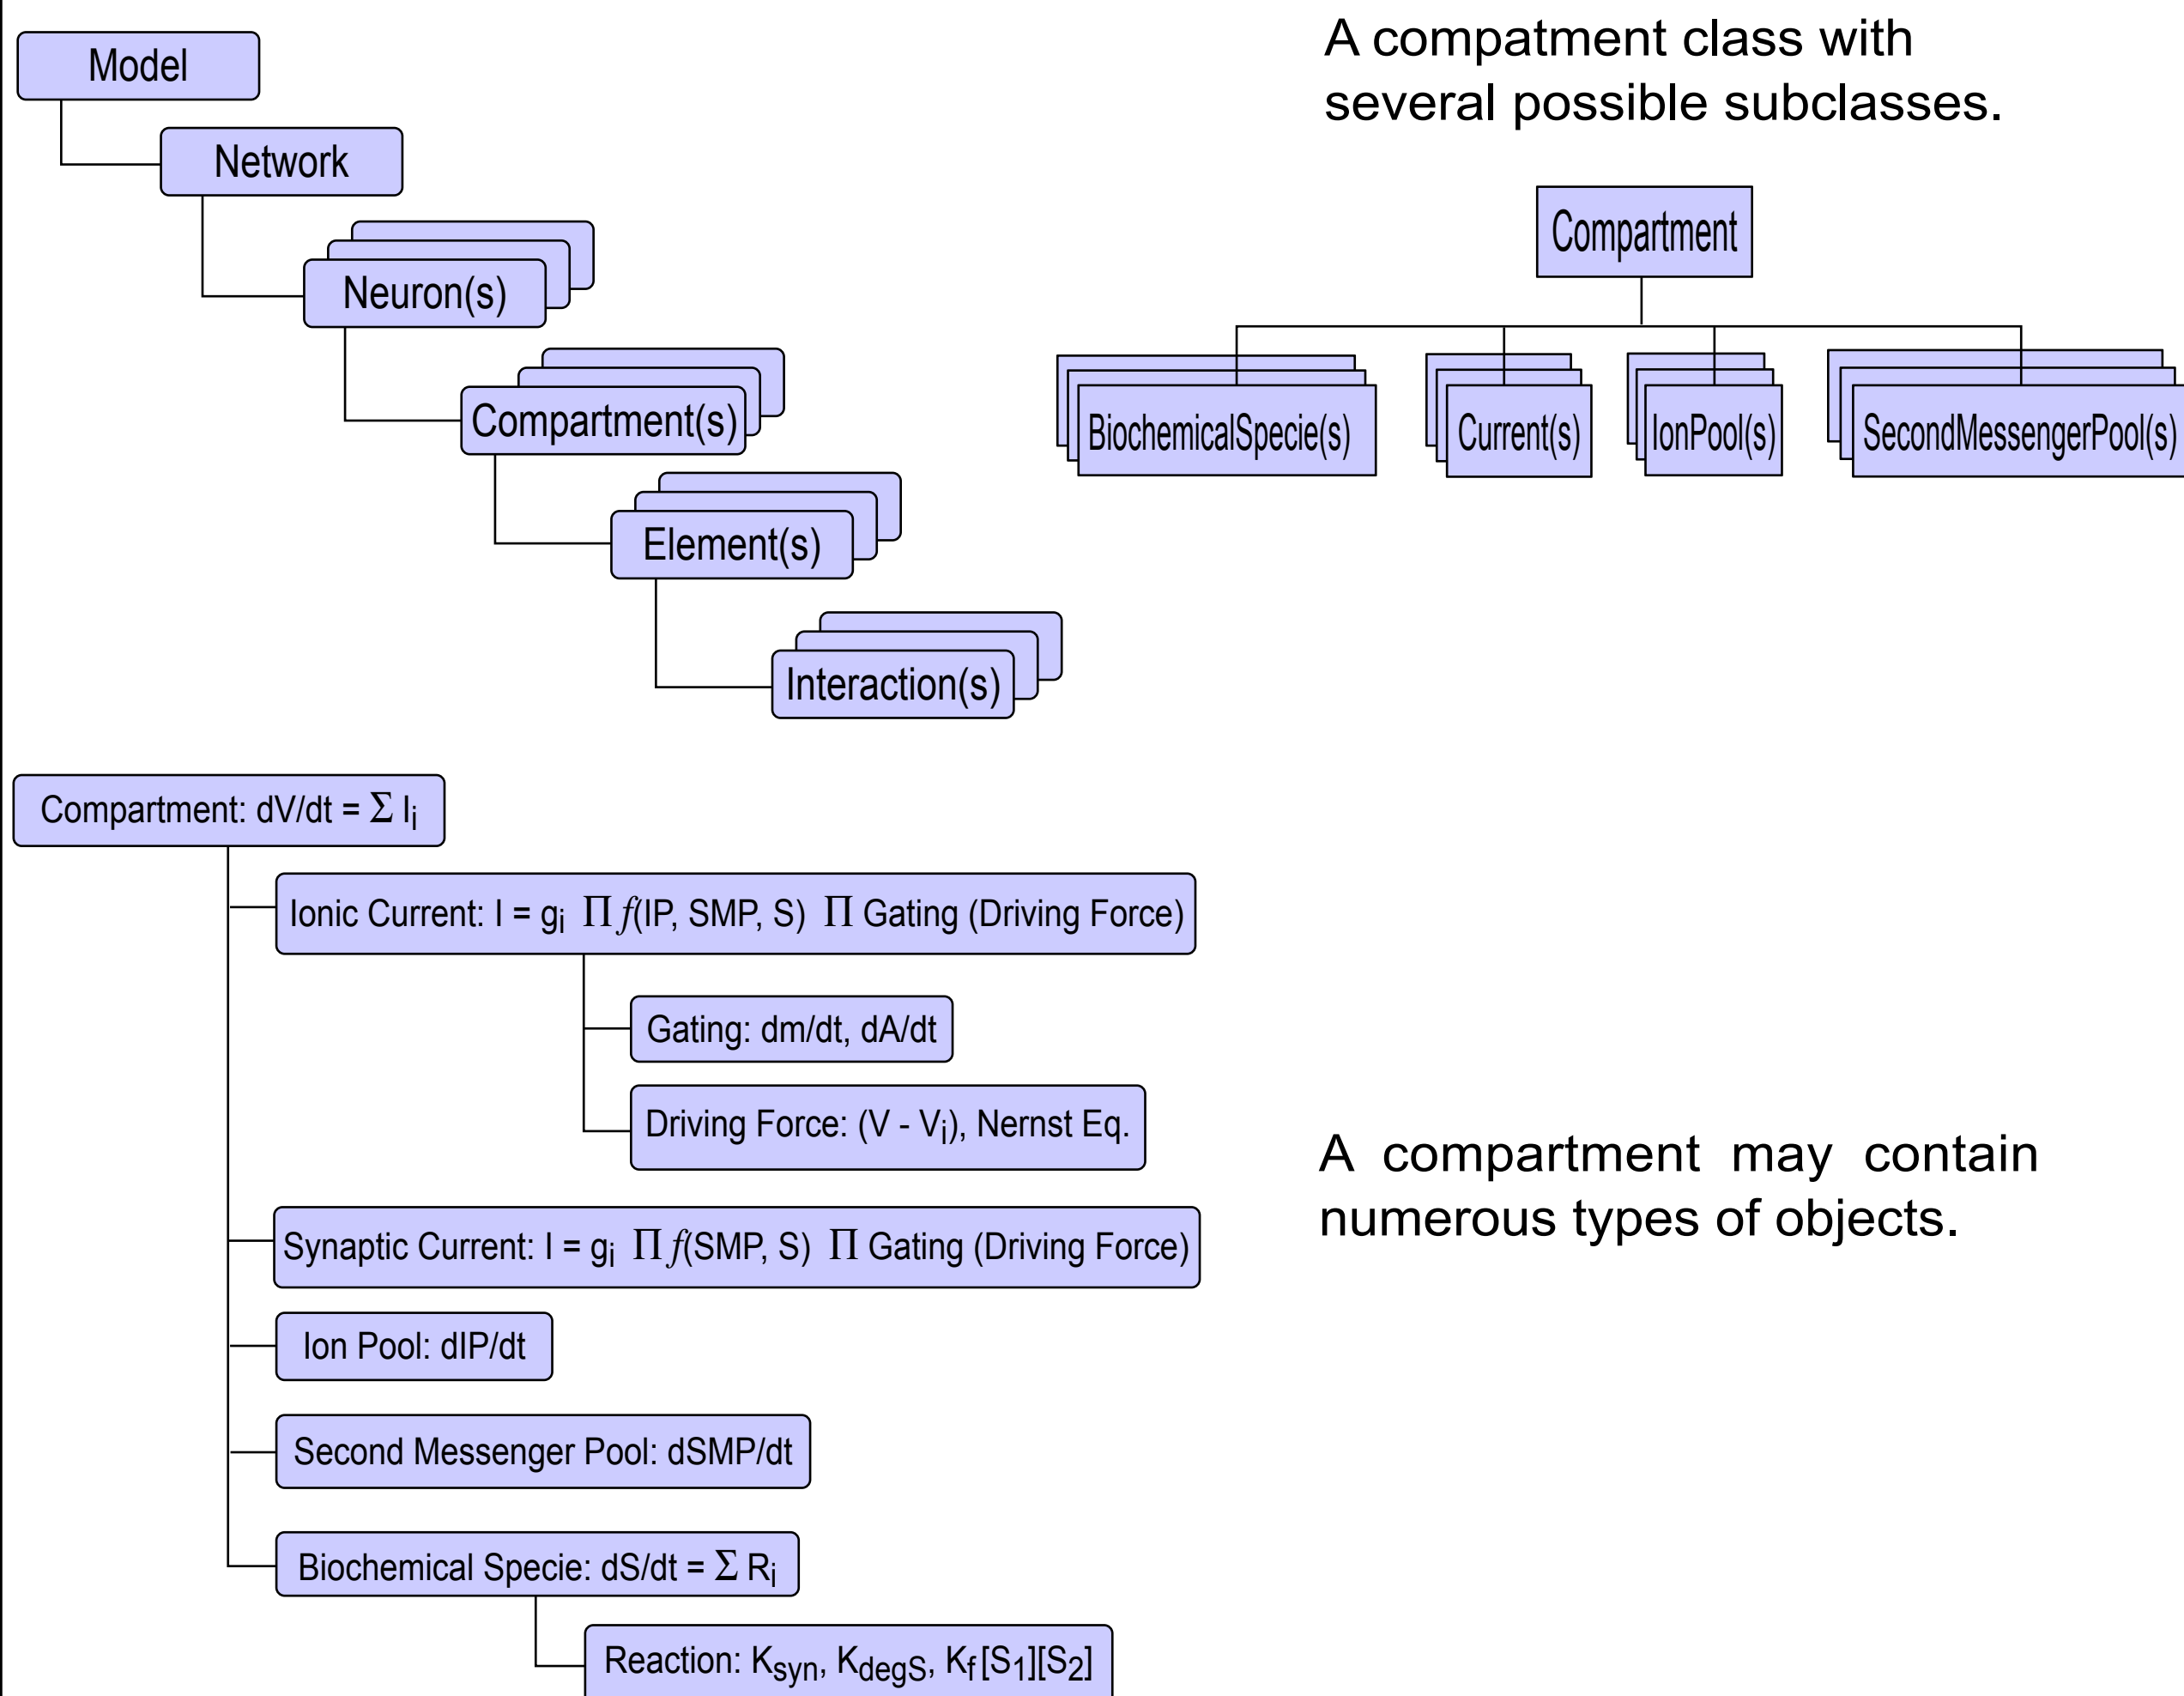 Model
Network
Neuron(s)
Compartment(s)
Element(s)
Interaction(s)
A compatment class with
several possible subclasses.
Compartment
BiochemicalSpecie(s)
Current(s)
IonPool(s)
SecondMessengerPool(s)
Compartment: dV/dt = Σ Ii
Ionic Current: I = gi Π f(IP, SMP, S) Π Gating (Driving Force)
Gating: dm/dt, dA/dt
Driving Force: (V - Vi), Nernst Eq.
Synaptic Current: I = gi Π f(SMP, S) Π Gating (Driving Force)
Ion Pool: dIP/dt
Second Messenger Pool: dSMP/dt
Biochemical Specie: dS/dt = Σ Ri
Reaction: Ksyn, KdegS, Kf [S1][S2]
A compartment may contain
numerous types of objects.